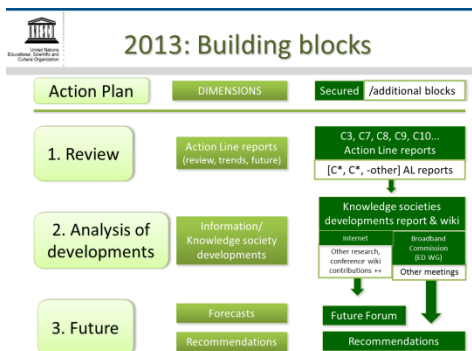 United Nations
Educational, Scientific and
Cultural Organization
2013: Building blocks
Action Plan
DIMENSIONS
Secured /additional blocks
1. Review
Action Line reports
(review, trends, future)
C3, C7, C8, C9, C10...
Action Line reports
[C*, C*, -other] AL reports
2. Analysis of
developments
Information/
Knowledge society
developments
Knowledge societies
developments report & wiki
Internet
Other research,
conference wiki
contributions ++
Broadband
Commission
(ED WG)
Other meetings
3. Future
Forecasts
Recommendations
Future Forum
Recommendations